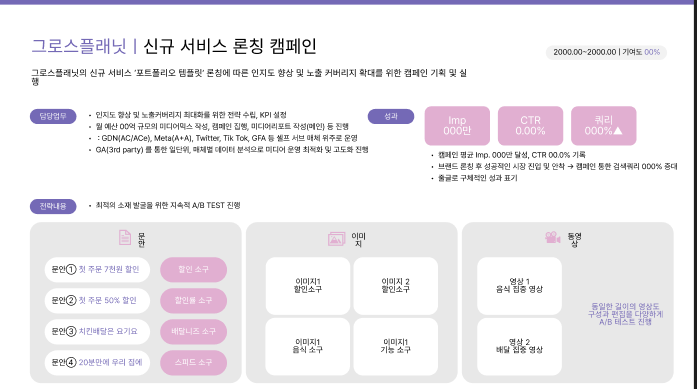 그로스플래닛 | 신규 서비스 론칭 캠페인
2000.00~2000.00 | 기여도 00%
그로스플래닛의 신규 서비스 '포트폴리오 템플릿' 론칭에 따른 인지도 향상 및 노출 커버리지 확대를 위한 캠페인 기획 및 실
행
담당업무
• 인지도 향상 및 노출커버리지 최대화를 위한 전략 수립, KPI 설정
• 월 예산 00억 규모의 미디어믹스 작성, 캠페인 집행, 미디어리포트 작성(메인) 등 진행
• : GDN(AC/ACe), Meta(A+A), Twitter, Tik Tok, GFA 등 셀프 서브 매체 위주로 운영
• GA(3rd party) 를 통한 일단위, 매체별 데이터 분석으로 미디어 운영 최적화 및 고도화 진행
성과
Imp
000만
CTR
0.00%
쿼리
000%▲
• 캠페인 평균 Imp. 000만 달성, CTR 00.0% 기록
• 브랜드 론칭 후 성공적인 시장 진입 및 안착 → 캠페인 통한 검색쿼리 000% 증대
• 줄글로 구체적인 성과 표기
전략내용
• 최적의 소재 발굴을 위한 지속적 A/B TEST 진행
문
안
문안① 첫 주문 7천원 할인
할인 소구
문안② 첫 주문 50% 할인
할인율 소구
문안③ 치킨배달은 요기요
배달니즈 소구
문안④ 20분만에 우리 집에
스피드 소구
이미
지
이미지1
할인소구
이미지 2
할인소구
이미지1
음식 소구
이미지1
기능 소구
동영
상
영상 1
음식 집중 영상
영상 2
배달 집중 영상
동일한 길이의 영상도
구성과 편집을 다양하게
A/B 테스트 진행